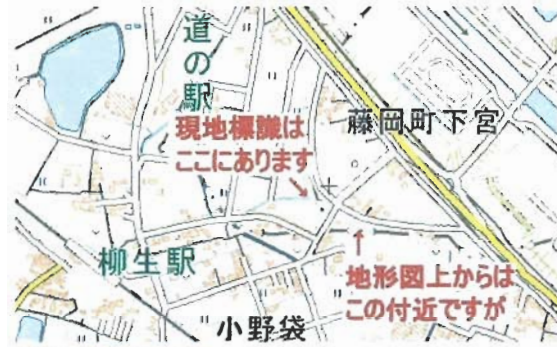 道の駅
現地標識は
ここにあります
藤岡町下宮
柳生駅
地形図上からは
この付近ですが
小野袋